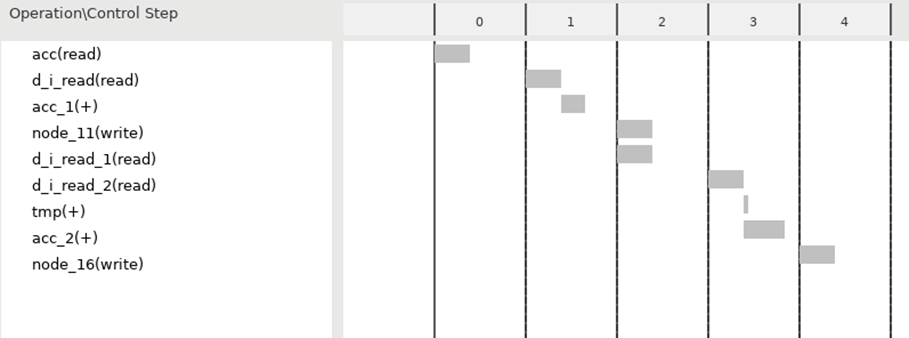 Operation\Control Step
0 1 2 3 4
acc(read)
d_i_read(read)
acc_1(+)
node_11(write)
d_i_read_1(read)
d_i_read_2(read)
tmp(+)
acc_2(+)
node_16(write)